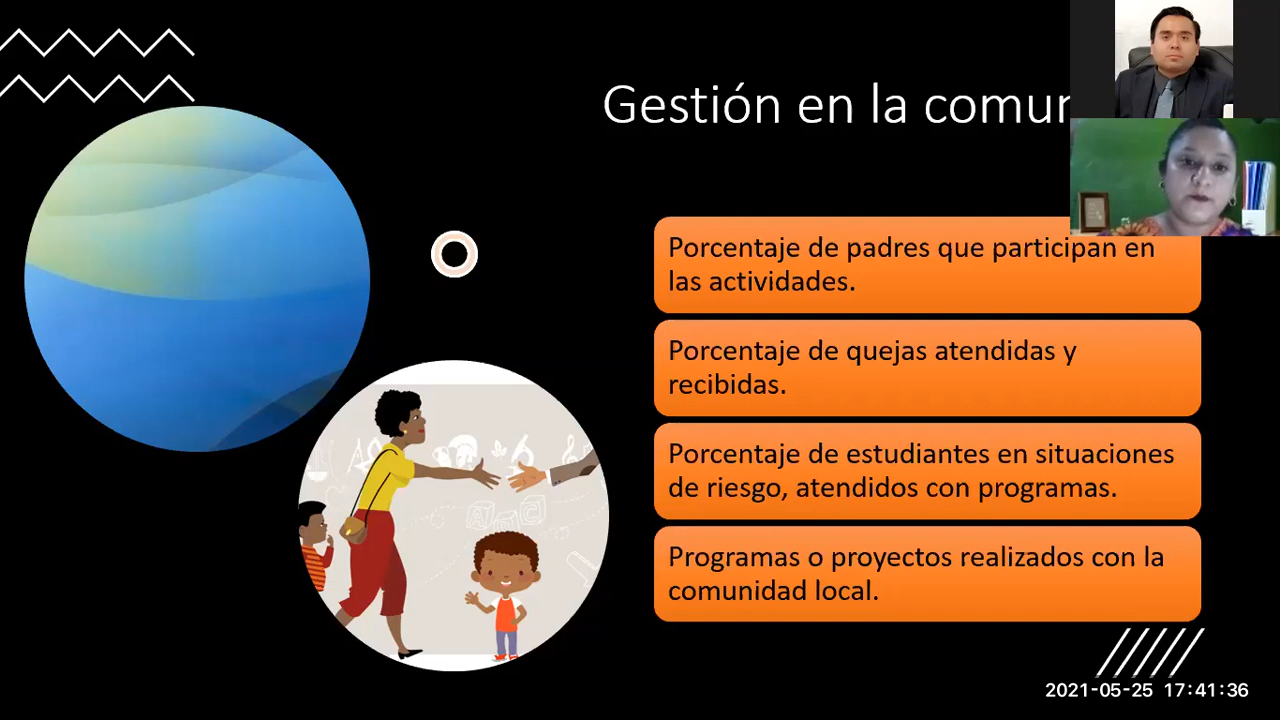 Gestión en la
Porcentaje de padres que participan en
las actividades.
Porcentaje de quejas atendidas y
recibidas.
Porcentaje de estudiantes en situaciones
de riesgo, atendidos con programas.
Programas o proyectos realizados con la
comunidad local.
ABC
2021-05-25 17:41:36